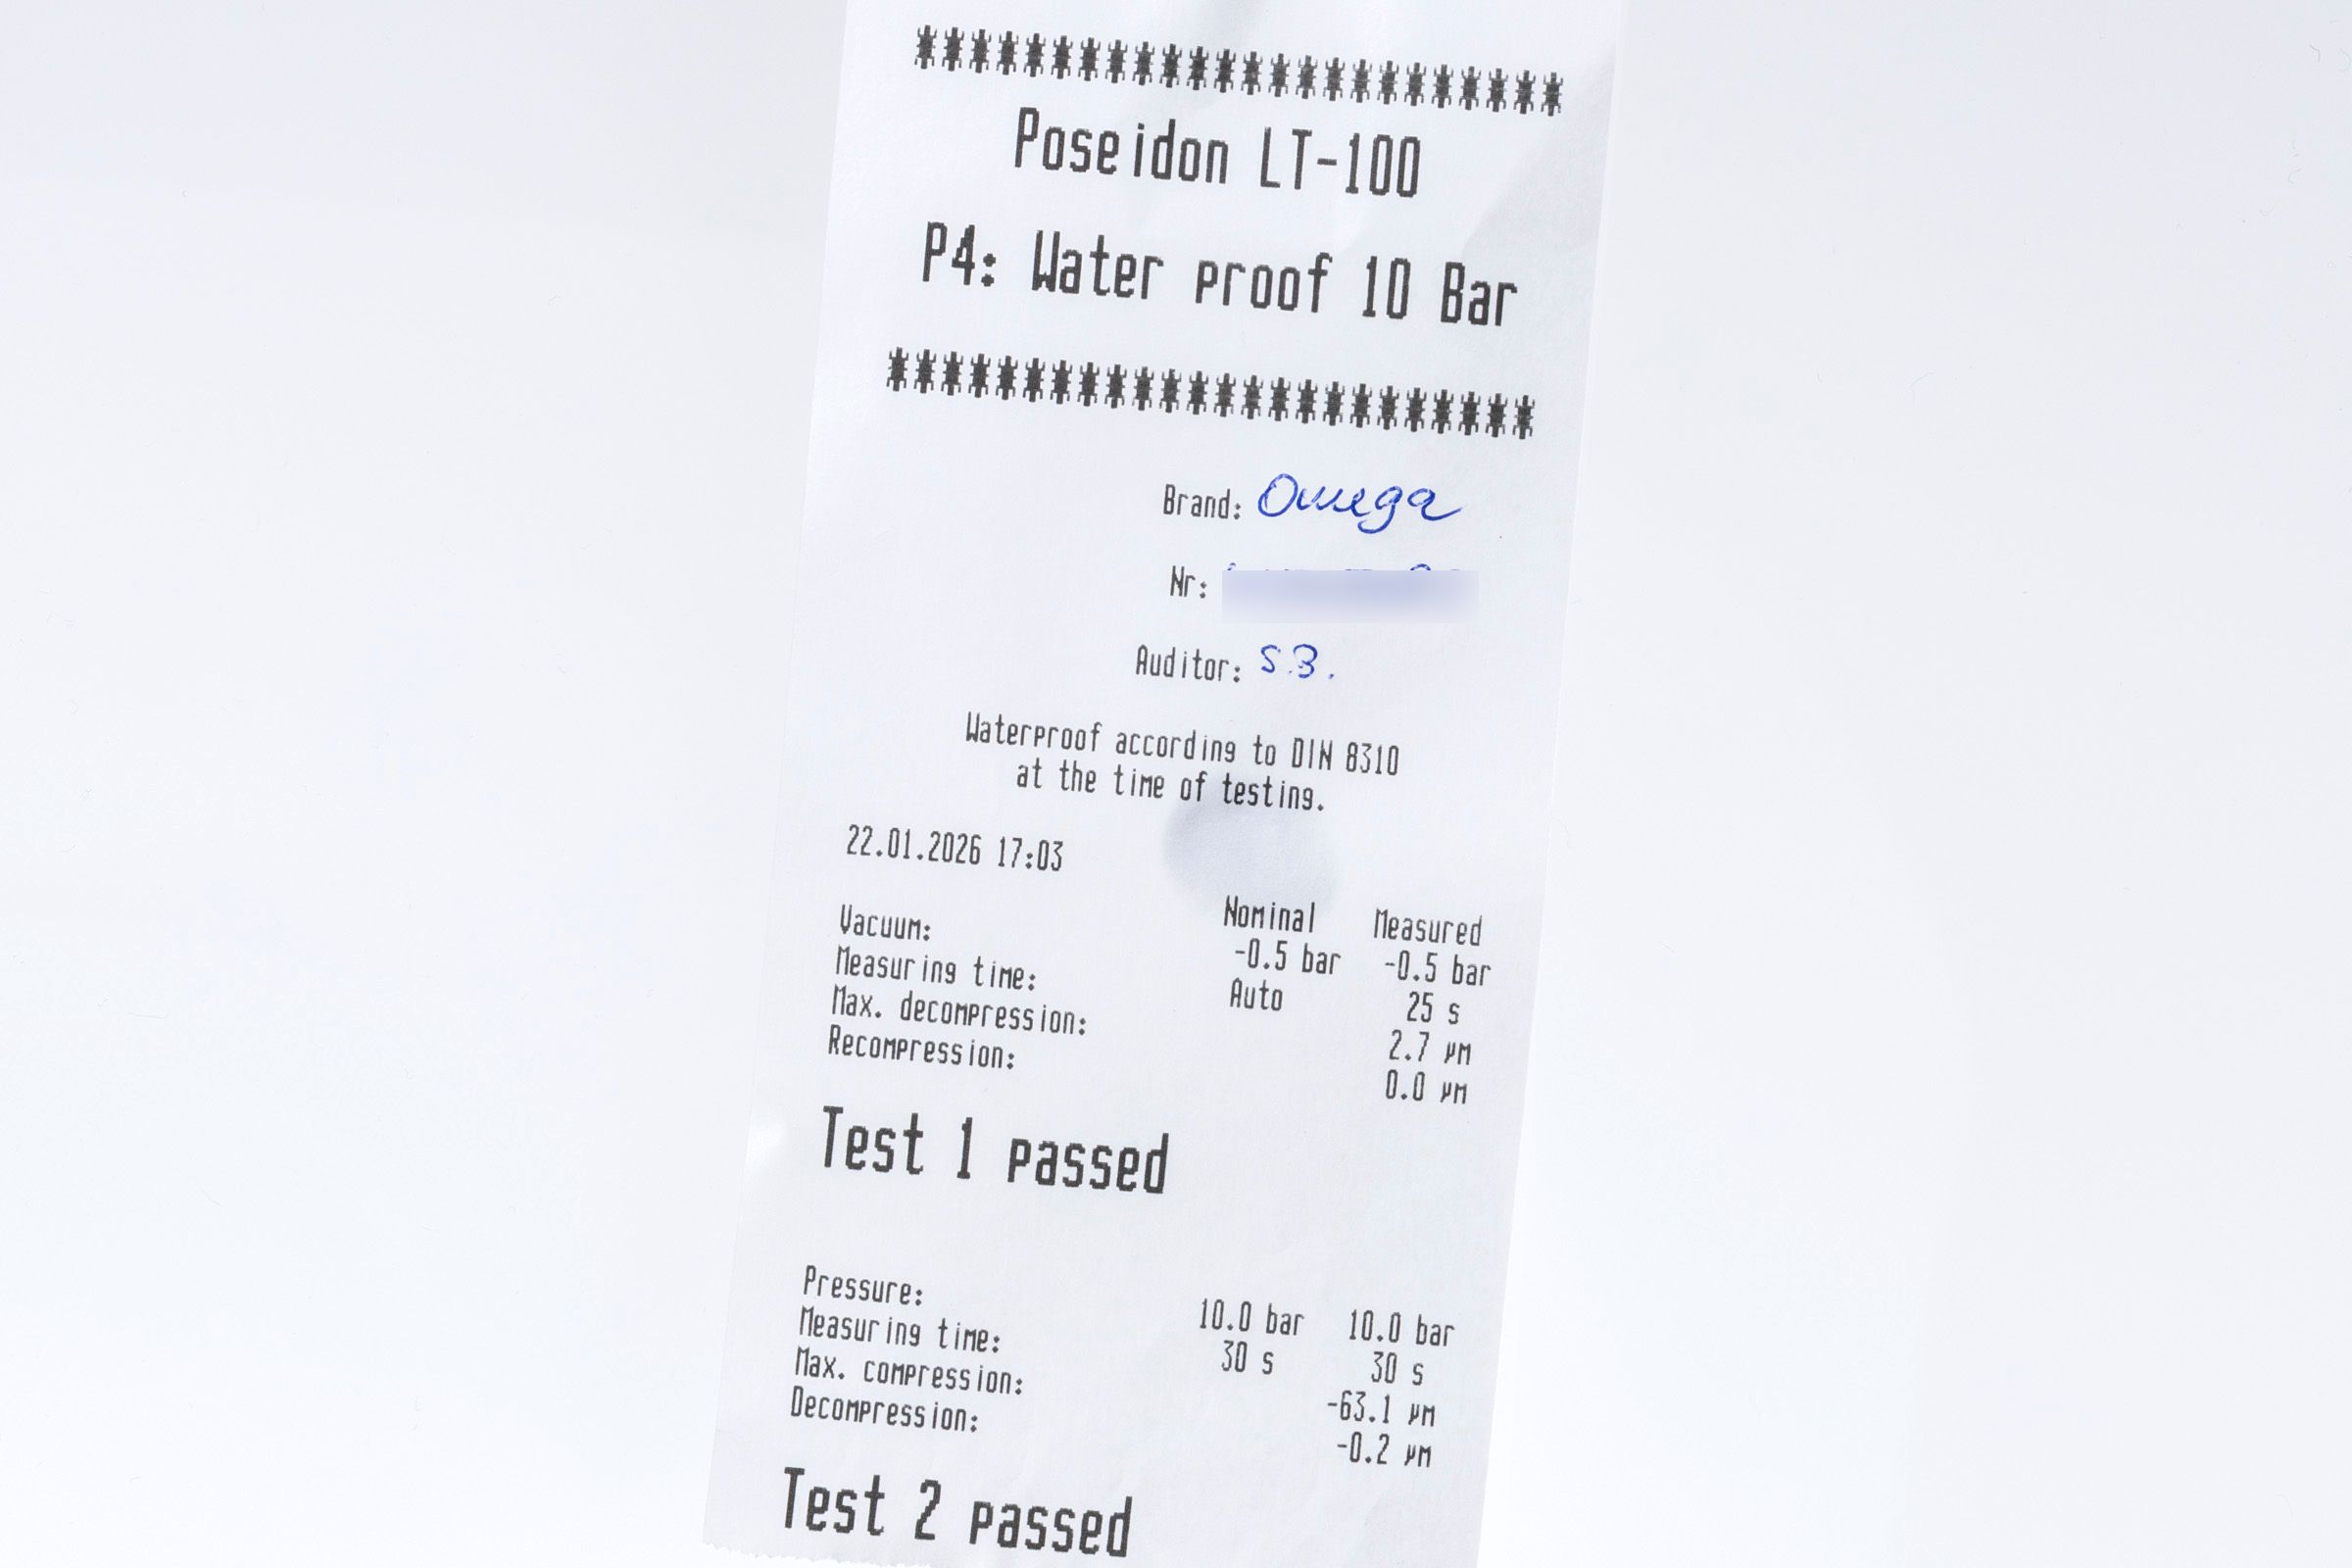 ************************
Poseidon LT-100
P4: Water proof 10 Bar
************************
Brand: Omega
Nr:
Auditor: S.B.
Waterproof according to DIN 8310
at the time of testing.
22.01.2026 17:03
Nominal Measured
Vacuum: -0.5 bar -0.5 bar
Measuring time: Auto 25 s
Max. decompression: 2.7 µm
Recompression: 0.0 µm
Test 1 passed
Pressure: 10.0 bar 10.0 bar
Measuring time: 30 s 30 s
Max. compression: -63.1 µm
Decompression: -0.2 µm
Test 2 passed